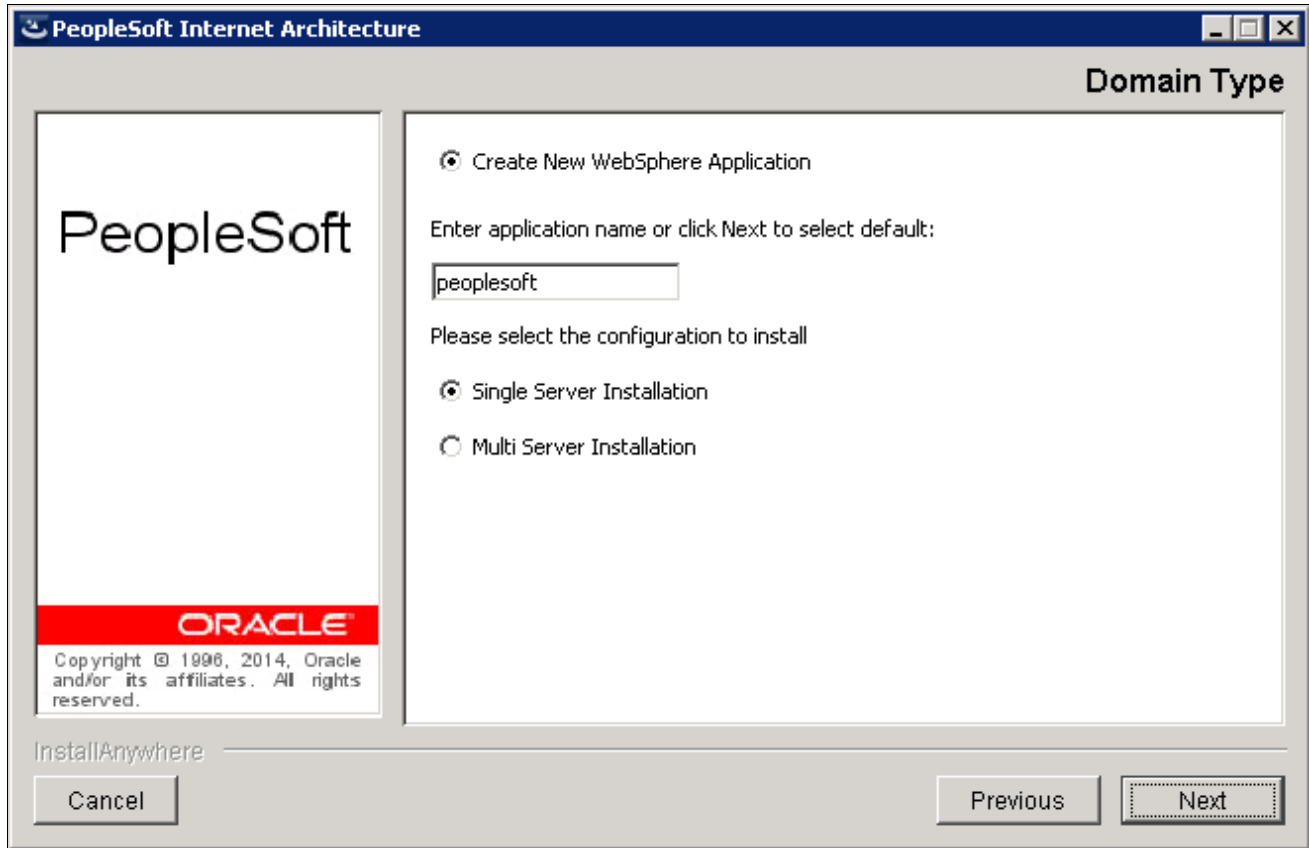 PeopleSoft Internet Architecture
Domain Type
PeopleSoft
ORACLE
Copyright © 1996, 2014, Oracle
and/or its affiliates. All rights
reserved.
Create New WebSphere Application
Enter application name or click Next to select default:
peoplesoft
Please select the configuration to install
Single Server Installation
Multi Server Installation
InstallAnywhere
Cancel
Previous
Next